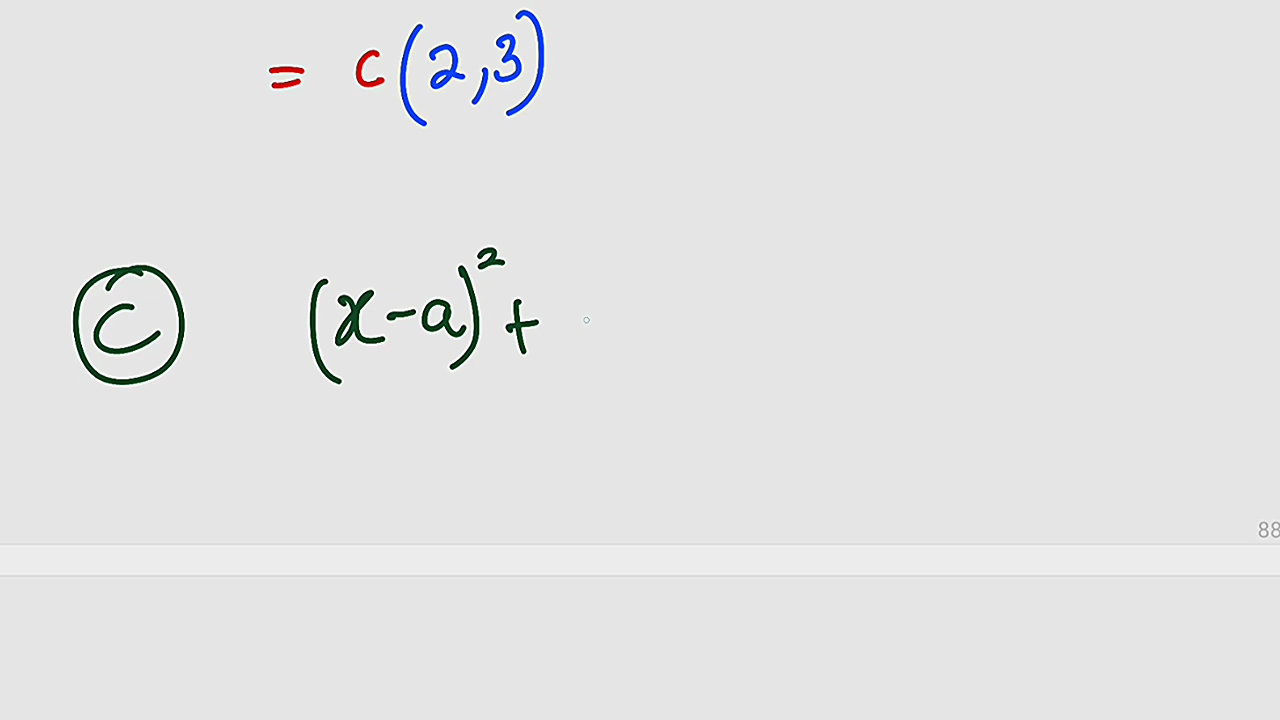 = c(2,3)
C (x-a)² +
88